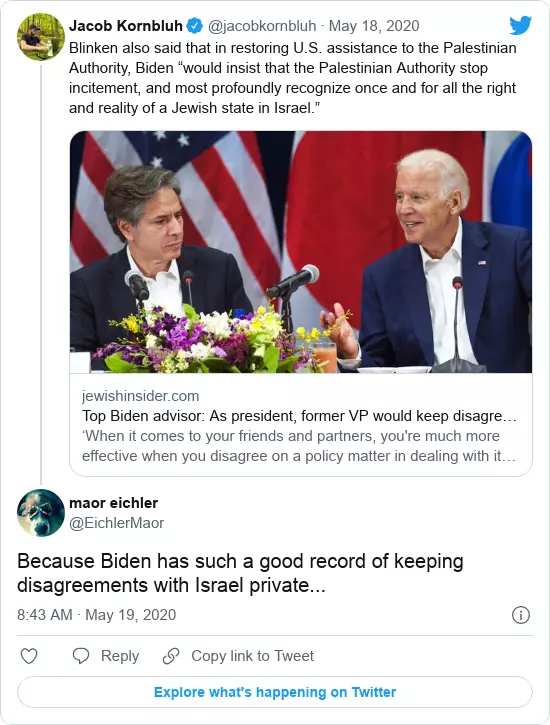 Jacob Kornbluh @jacobkornbluh · May 18, 2020
Blinken also said that in restoring U.S. assistance to the Palestinian
Authority, Biden “would insist that the Palestinian Authority stop
incitement, and most profoundly recognize once and for all the right
and reality of a Jewish state in Israel.”
jewishinsider.com
Top Biden advisor: As president, former VP would keep disagre…
‘When it comes to your friends and partners, you're much more
effective when you disagree on a policy matter in dealing with it…
maor eichler
@EichlerMaor
Because Biden has such a good record of keeping
disagreements with Israel private...
8:43 AM · May 19, 2020
Reply
Copy link to Tweet
Explore what's happening on Twitter